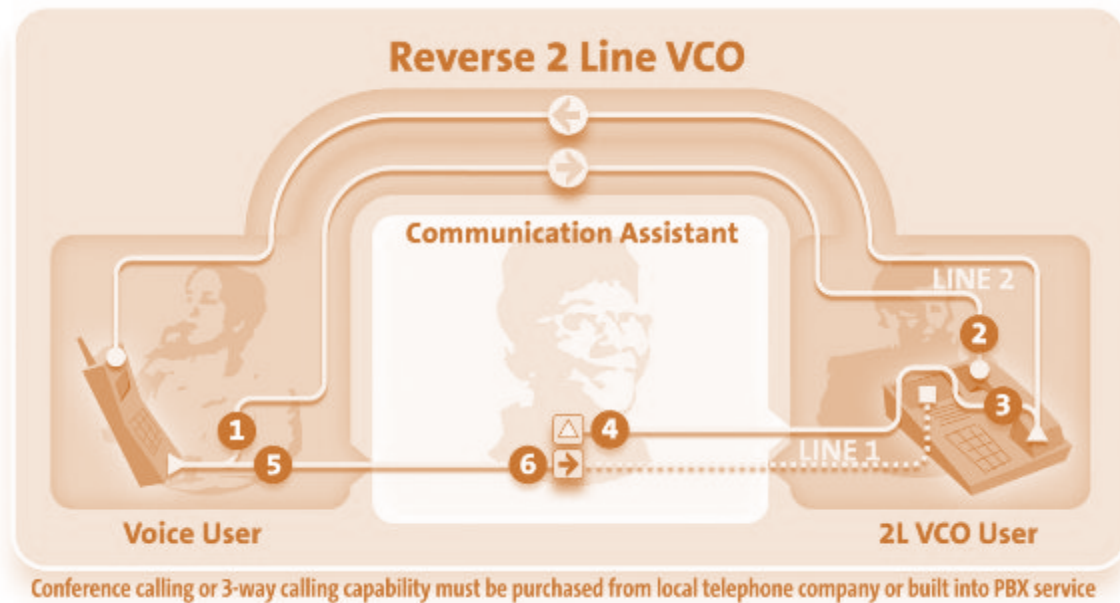 Reverse 2 Line VCO
Communication Assistant
LINE 2
2
3
1
4
5
6
LINE 1
Voice User
2L VCO User
Conference calling or 3-way calling capability must be purchased from local telephone company or built into PBX service